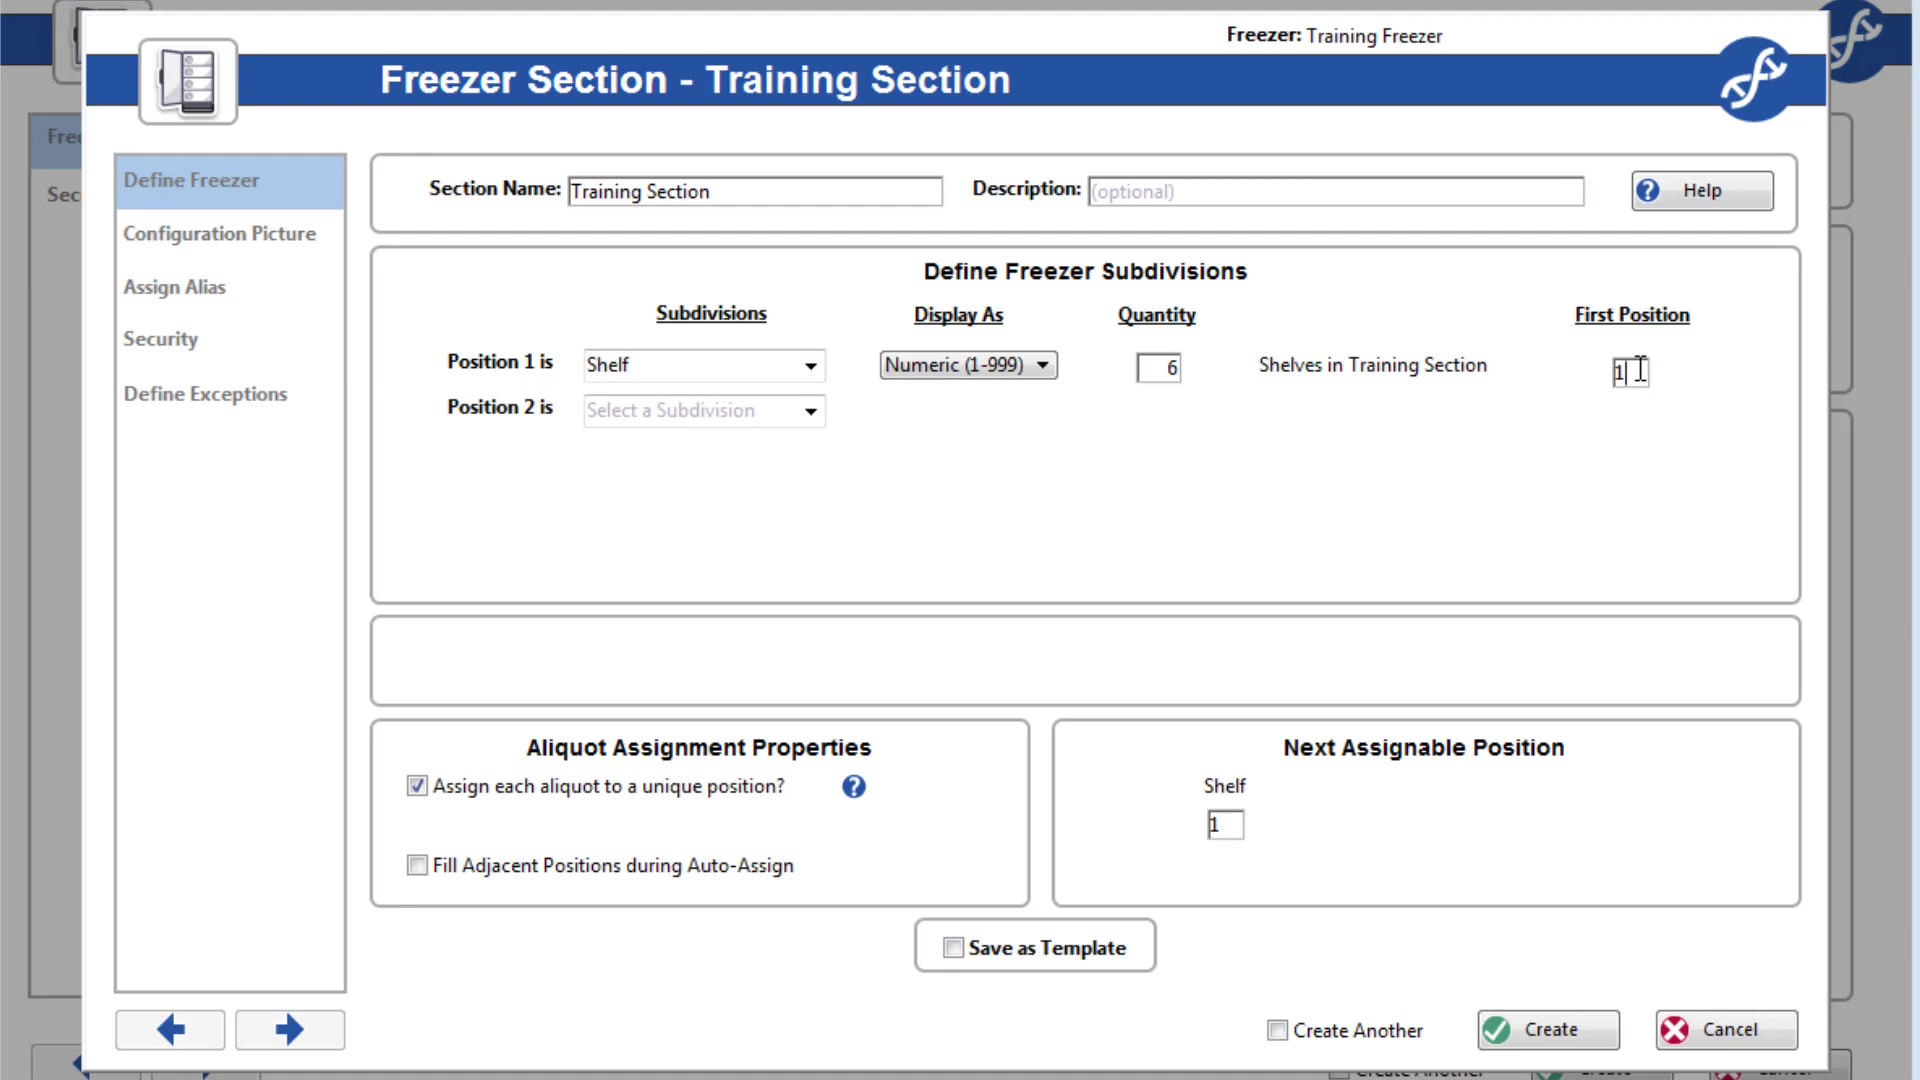 Freezer: Training Freezer
Freezer Section - Training Section
Free
Sec
Define Freezer
Configuration Picture
Assign Alias
Security
Define Exceptions
Section Name: Training Section Description: (optional) Help
Define Freezer Subdivisions
Subdivisions Display As Quantity First Position
Position 1 is Shelf Numeric (1-999) 6 Shelves in Training Section 1
Position 2 is Select a Subdivision
Aliquot Assignment Properties
Assign each aliquot to a unique position?
Fill Adjacent Positions during Auto-Assign
Next Assignable Position
Shelf
1
Save as Template
Create Another Create Cancel